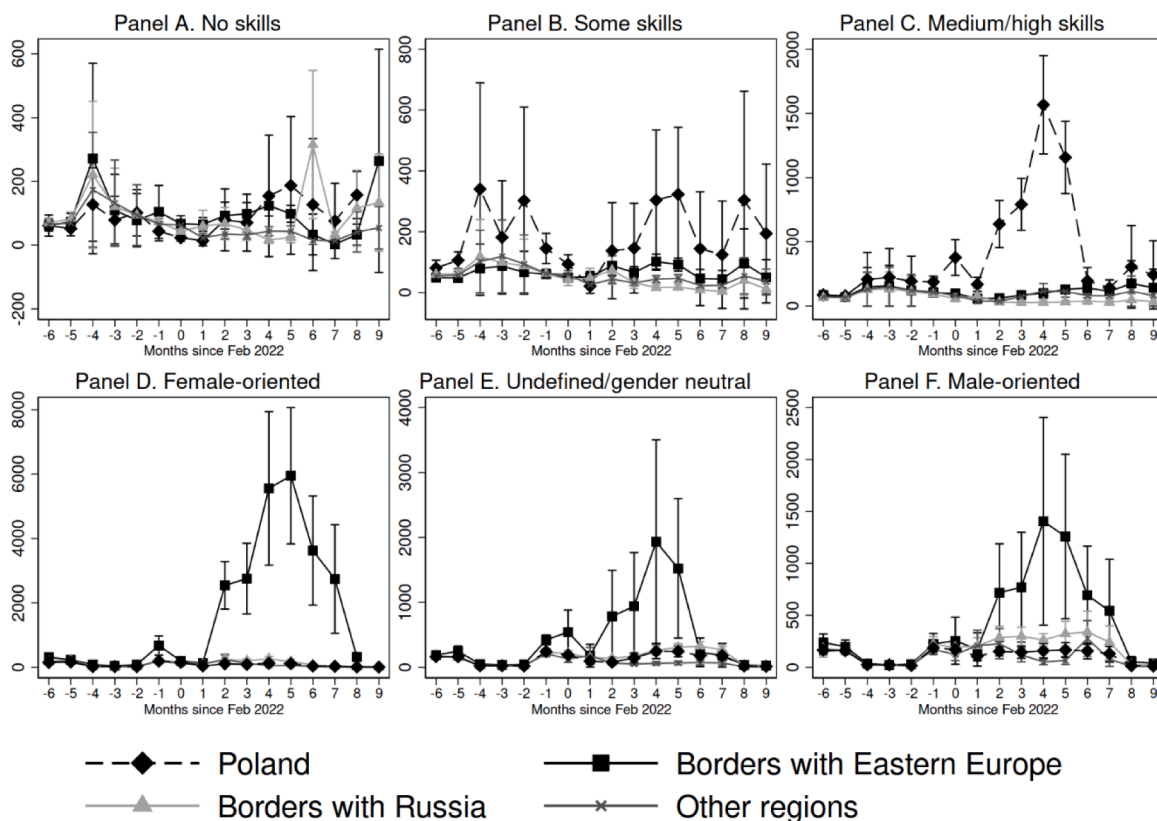 Panel A. No skills
600
400
200
0
-200
-6 -5 -4 -3 -2 -1 0 1 2 3 4 5 6 7 8 9
Months since Feb 2022
Panel B. Some skills
800
600
400
200
0
-6 -5 -4 -3 -2 -1 0 1 2 3 4 5 6 7 8 9
Months since Feb 2022
Panel C. Medium/high skills
2000
1500
1000
500
0
-6 -5 -4 -3 -2 -1 0 1 2 3 4 5 6 7 8 9
Months since Feb 2022
Panel D. Female-oriented
8000
6000
4000
2000
0
-6 -5 -4 -3 -2 -1 0 1 2 3 4 5 6 7 8 9
Months since Feb 2022
Panel E. Undefined/gender neutral
4000
3000
2000
1000
0
-6 -5 -4 -3 -2 -1 0 1 2 3 4 5 6 7 8 9
Months since Feb 2022
Panel F. Male-oriented
2500
2000
1500
1000
500
0
-6 -5 -4 -3 -2 -1 0 1 2 3 4 5 6 7 8 9
Months since Feb 2022
Poland
Borders with Eastern Europe
Borders with Russia
Other regions